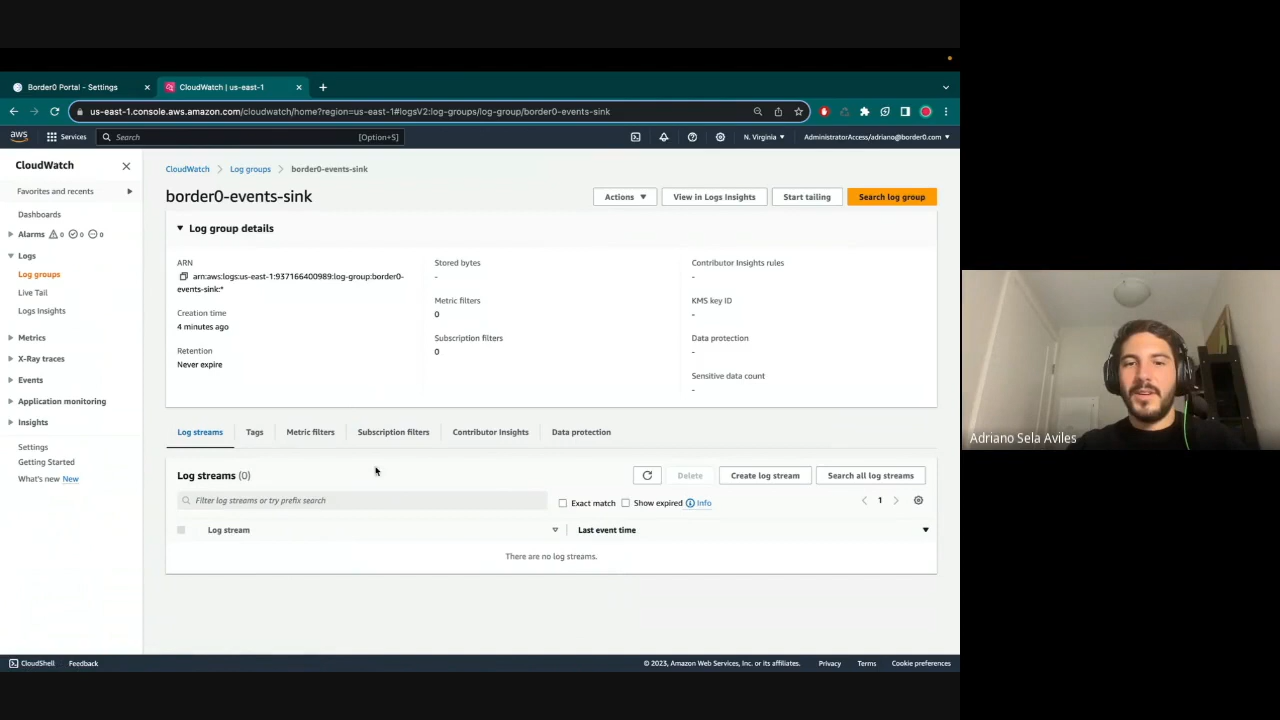 Border0 Portal - Settings
CloudWatch | us-east-1
us-east-1.console.aws.amazon.com/cloudwatch/home?region=us-east-1#logsV2:log-groups/log-group/border0-events-sink
aws
Services
Search
[Option+S]
N. Virginia
AdministratorAccess/adriano@border0.com
CloudWatch
Favorites and recents
Dashboards
Alarms 0 0 0
Logs
Log groups
Live Tail
Logs Insights
Metrics
X-Ray traces
Events
Application monitoring
Insights
Settings
Getting Started
What's new New
CloudWatch
Log groups
border0-events-sink
border0-events-sink
Actions
View in Logs Insights
Start tailing
Search log group
Log group details
ARN
arn:aws:logs:us-east-1:937166400989:log-group:border0-
events-sink:*
Creation time
4 minutes ago
Retention
Never expire
Stored bytes
-
Metric filters
0
Subscription filters
0
Contributor Insights rules
-
KMS key ID
-
Data protection
-
Sensitive data count
-
Log streams
Tags
Metric filters
Subscription filters
Contributor Insights
Data protection
Log streams (0)
Delete
Create log stream
Search all log streams
Filter log streams or try prefix search
Exact match
Show expired
Info
1
Log stream
Last event time
There are no log streams.
CloudShell
Feedback
© 2023, Amazon Web Services, Inc. or its affiliates.
Privacy
Terms
Cookie preferences
Adriano Sela Aviles